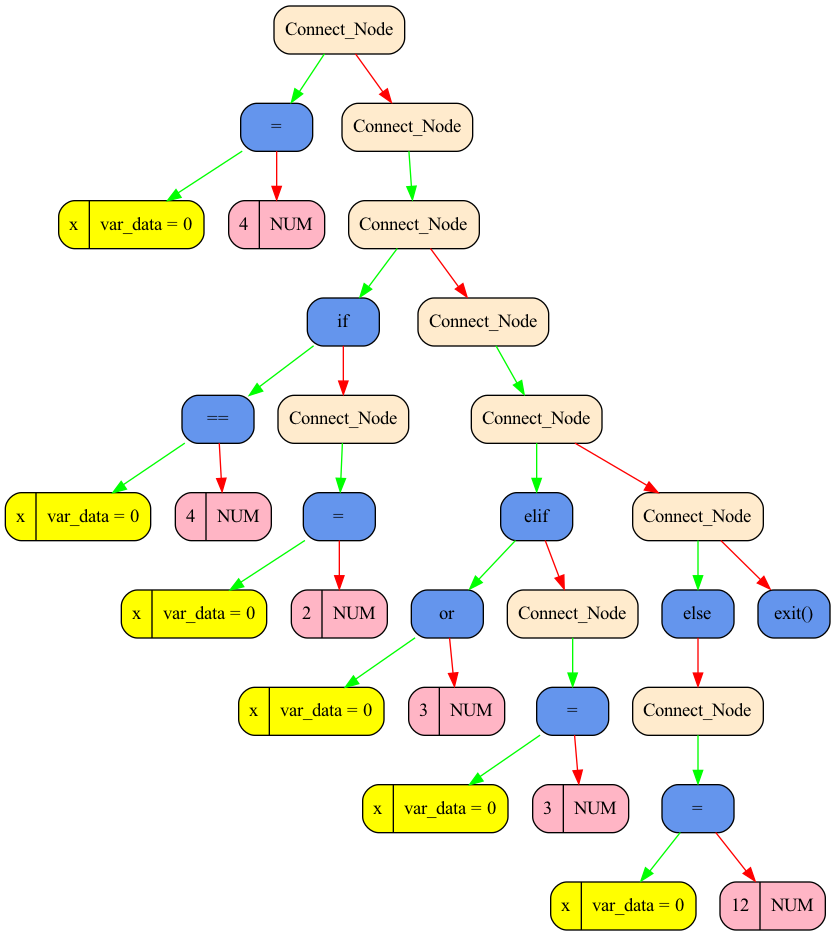 Connect_Node
= Connect_Node
x var_data = 0 4 NUM Connect_Node
if Connect_Node
== Connect_Node Connect_Node
x var_data = 0 4 NUM = elif Connect_Node
x var_data = 0 2 NUM or Connect_Node else exit()
x var_data = 0 3 NUM = Connect_Node
x var_data = 0 3 NUM =
x var_data = 0 12 NUM